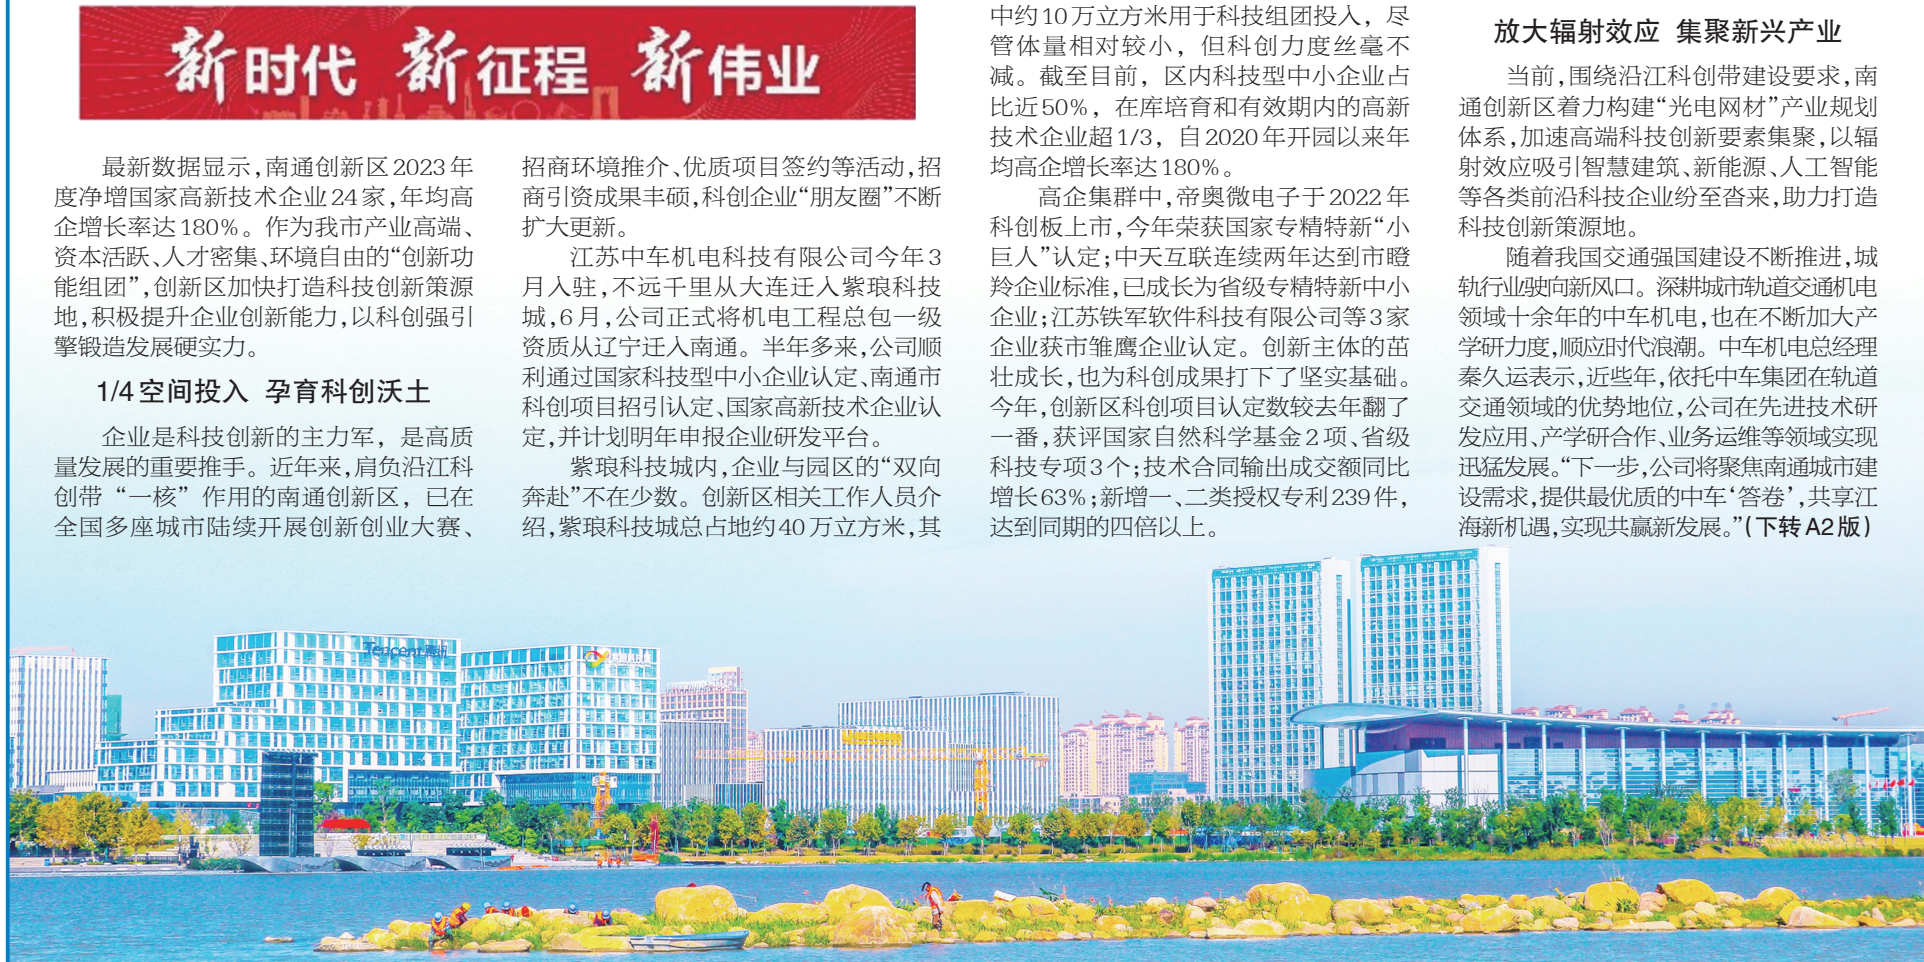 新时代 新征程 新伟业
最新数据显示，南通创新区2023年
度净增国家高新技术企业24家，年均高
企增长率达180%。作为我市产业高端、
资本活跃、人才密集、环境自由的“创新功
能组团”，创新区加快打造科技创新策源
地，积极提升企业创新能力，以科创强引
擎锻造发展硬实力。
1/4空间投入 孕育科创沃土
企业是科技创新的主力军，是高质
量发展的重要推手。近年来，肩负沿江科
创带“一核”作用的南通创新区，已在
全国多座城市陆续开展创新创业大赛、
招商环境推介、优质项目签约等活动，招
商引资成果丰硕，科创企业“朋友圈”不断
扩大更新。
江苏中车机电科技有限公司今年3
月入驻，不远千里从大连迁入紫琅科技
城，6月，公司正式将机电工程总包一级
资质从辽宁迁入南通。半年多来，公司顺
利通过国家科技型中小企业认定、南通市
科创项目招引认定、国家高新技术企业认
定，并计划明年申报企业研发平台。
紫琅科技城内，企业与园区的“双向
奔赴”不在少数。创新区相关工作人员介
绍，紫琅科技城总占地约40万立方米，其
中约10万立方米用于科技组团投入，尽
管体量相对较小，但科创力度丝毫不
减。截至目前，区内科技型中小企业占
比近50%，在库培育和有效期内的高新
技术企业超1/3，自2020年开园以来年
均高企增长率达180%。
高企集群中，帝奥微电子于2022年
科创板上市，今年荣获国家专精特新“小
巨人”认定；中天互联连续两年达到市瞪
羚企业标准，已成长为省级专精特新中小
企业；江苏铁军软件科技有限公司等3家
企业获市雏鹰企业认定。创新主体的茁
壮成长，也为科创成果打下了坚实基础。
今年，创新区科创项目认定数较去年翻了
一番，获评国家自然科学基金2项、省级
科技专项3个；技术合同输出成交额同比
增长63%；新增一、二类授权专利239件，
达到同期的四倍以上。
放大辐射效应 集聚新兴产业
当前，围绕沿江科创带建设要求，南
通创新区着力构建“光电网材”产业规划
体系，加速高端科技创新要素集聚，以辐
射效应吸引智慧建筑、新能源、人工智能
等各类前沿科技企业纷至沓来，助力打造
科技创新策源地。
随着我国交通强国建设不断推进，城
轨行业驶向新风口。深耕城市轨道交通机电
领域十余年的中车机电，也在不断加大产
学研力度，顺应时代浪潮。中车机电总经理
秦久运表示，近些年，依托中车集团在轨道
交通领域的优势地位，公司在先进技术研
发应用、产学研合作、业务运维等领域实现
迅猛发展。“下一步，公司将聚焦南通城市建
设需求，提供最优质的中车‘答卷’，共享江
海新机遇，实现共赢新发展。”（下转A2版）
Tencent 腾讯